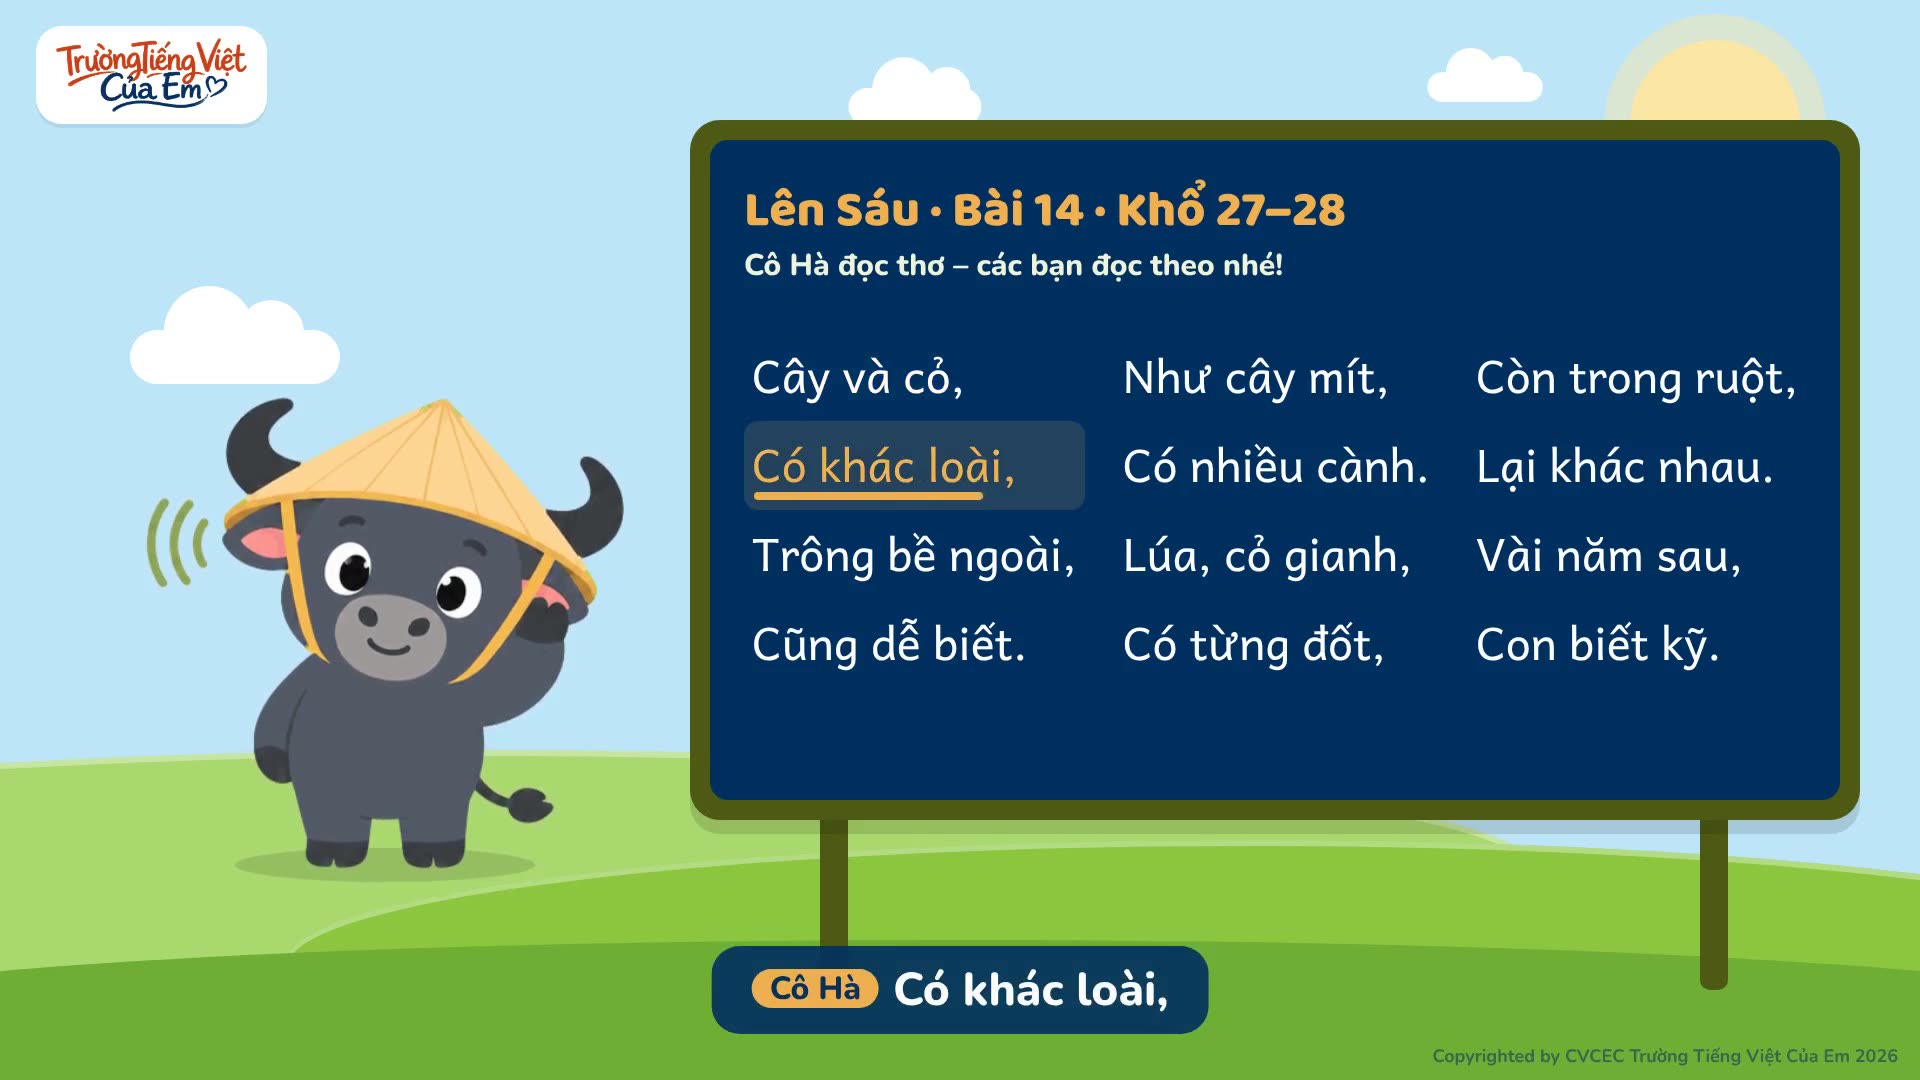 Trường Tiếng Việt
Của Em
Lên Sáu · Bài 14 · Khổ 27–28
Cô Hà đọc thơ – các bạn đọc theo nhé!
Cây và cỏ,
Có khác loài,
Trông bề ngoài,
Cũng dễ biết.
Như cây mít,
Có nhiều cành.
Lúa, cỏ gianh,
Có từng đốt,
Còn trong ruột,
Lại khác nhau.
Vài năm sau,
Con biết kỹ.
Cô Hà Có khác loài,
Copyrighted by CVCEC Trường Tiếng Việt Của Em 2026